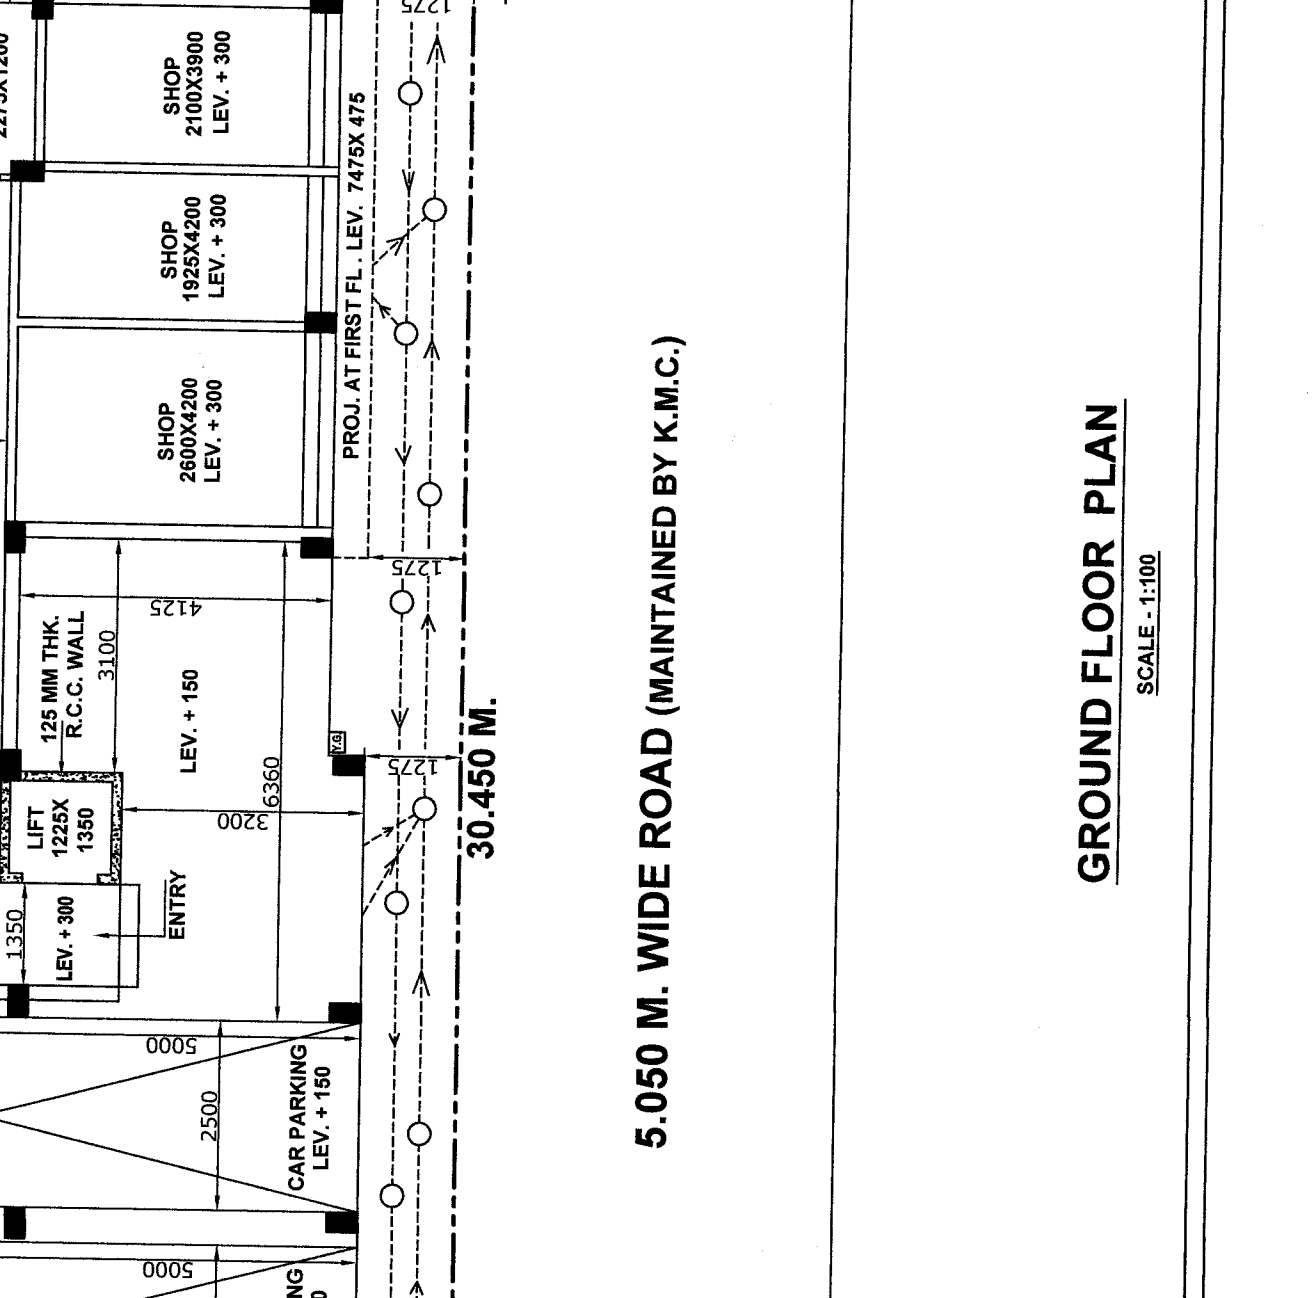 SHOP
2100X3900
LEV. + 300
SHOP
1925X4200
LEV. + 300
SHOP
2600X4200
LEV. + 300
PROJ. AT FIRST FL. LEV. 7475X 475
1275
1275
1275
4125
3100
125 MM THK.
R.C.C. WALL
LEV. + 150
6360
3200
Y.G
LIFT
1225X
1350
1350
LEV. + 300
ENTRY
5000
2500
CAR PARKING
LEV. + 150
5000
30.450 M.
5.050 M. WIDE ROAD (MAINTAINED BY K.M.C.)
GROUND FLOOR PLAN
SCALE - 1:100